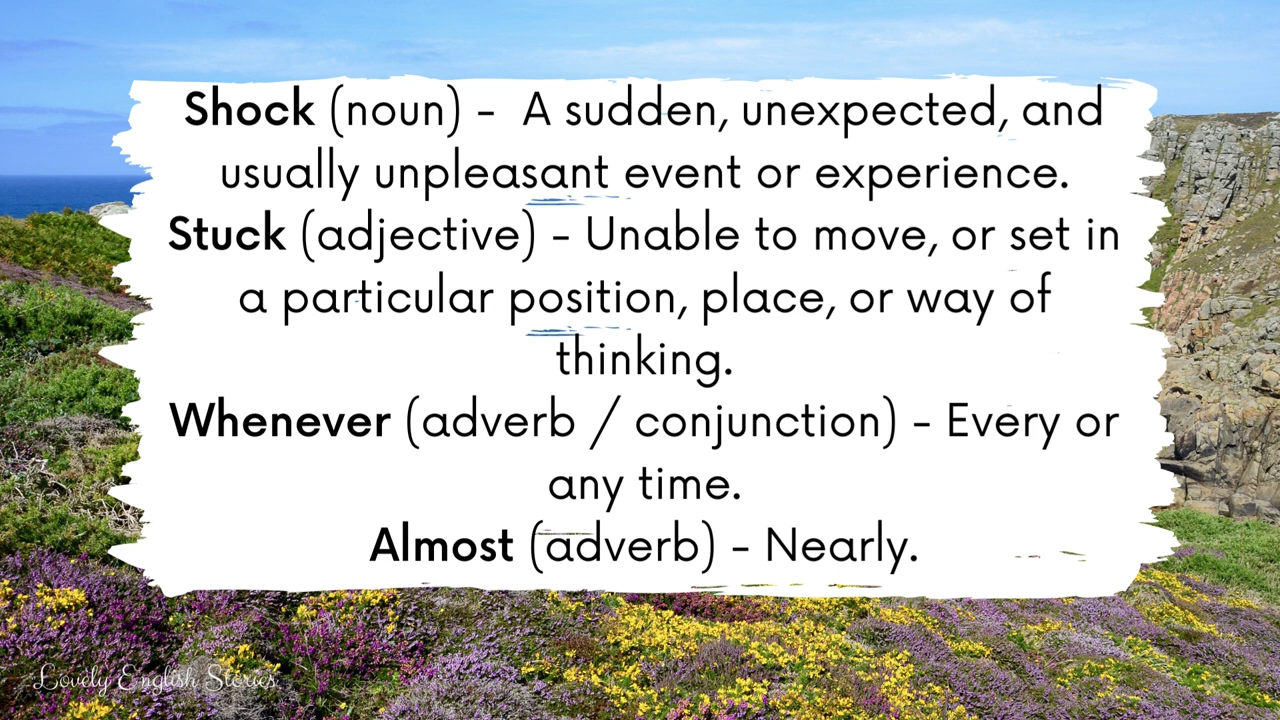 Shock (noun) - A sudden, unexpected, and
usually unpleasant event or experience.
Stuck (adjective) - Unable to move, or set in
a particular position, place, or way of
thinking.
Whenever (adverb / conjunction) - Every or
any time.
Almost (adverb) - Nearly.
Lovely English Stories